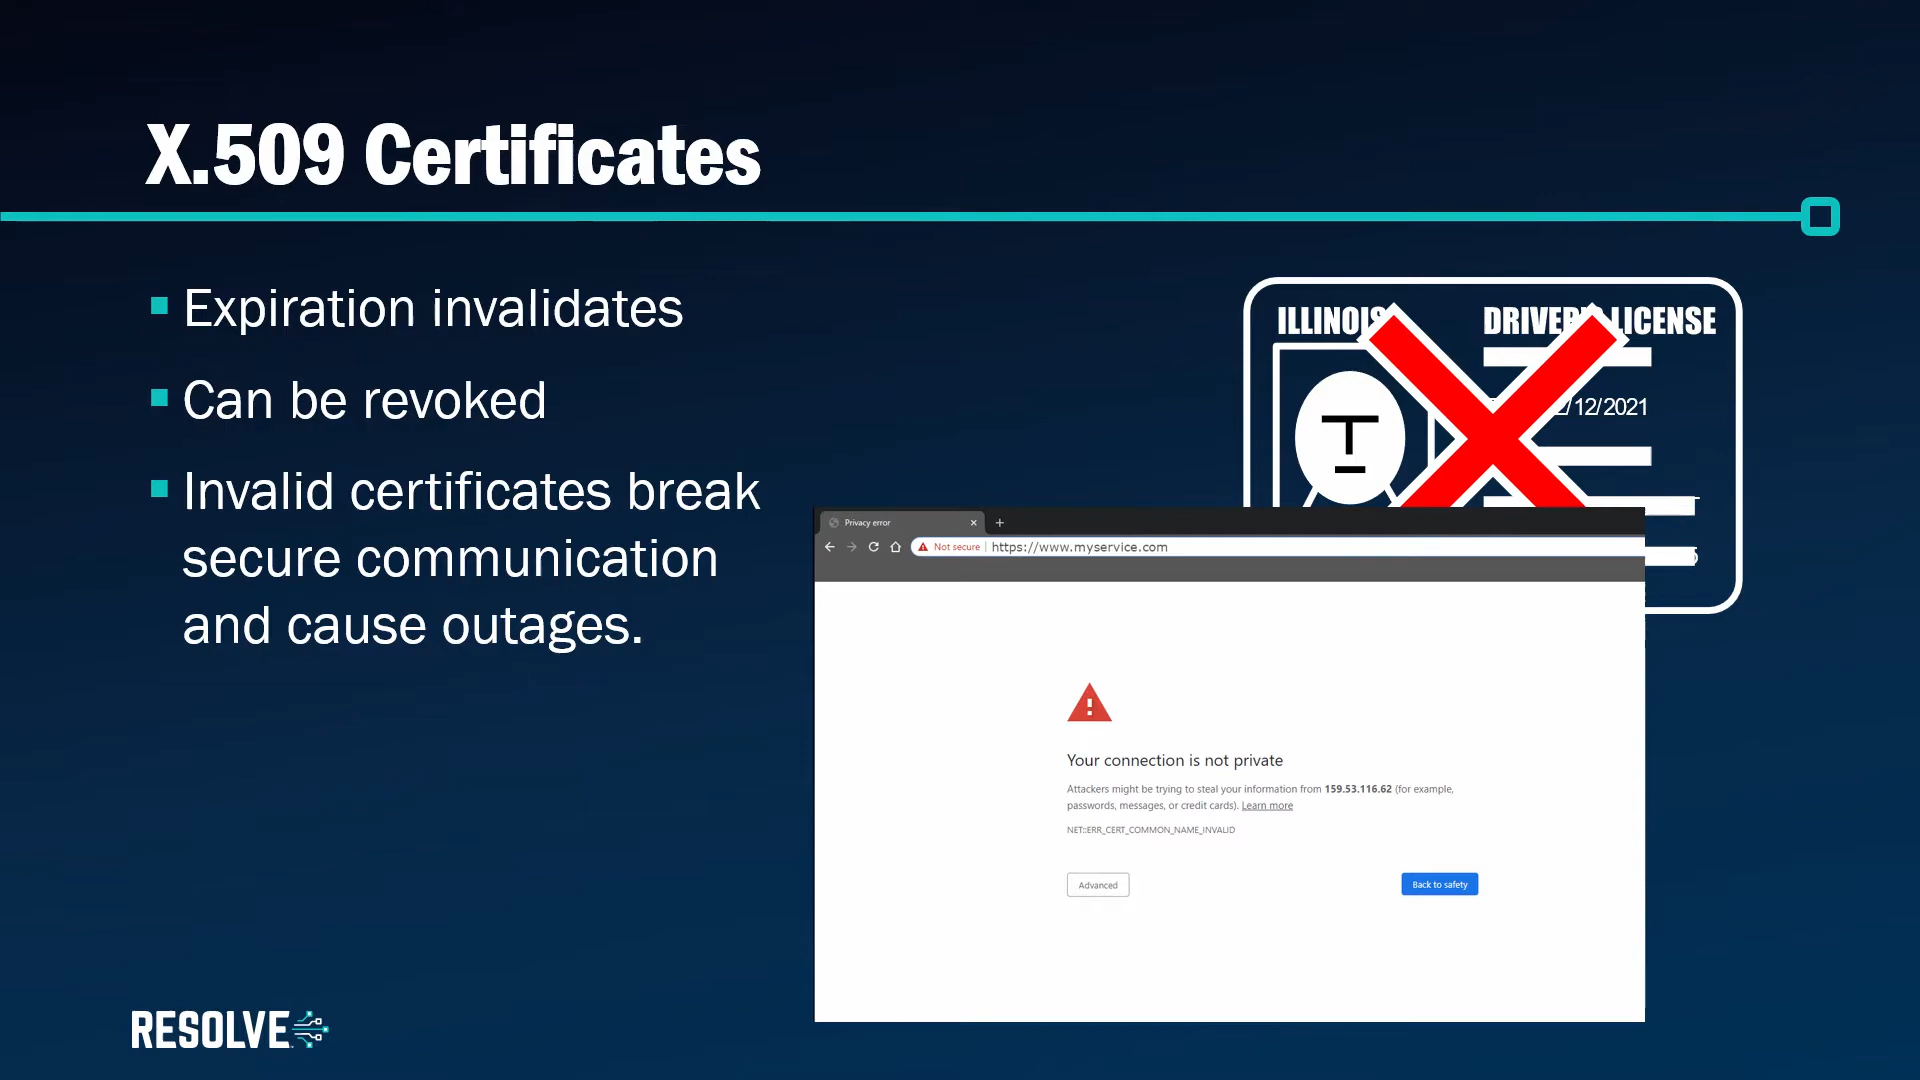 X.509 Certificates
Expiration invalidates
Can be revoked
Invalid certificates break
secure communication
and cause outages.
ILLINOIS
LICENSE
/12/2021
Privacy error
Not secure
https://www.myservice.com
Your connection is not private
Attackers might be trying to steal your information from 159.53.116.62 (for example,
passwords, messages, or credit cards). Learn more
NET::ERR_CERT_COMMON_NAME_INVALID
Advanced
Back to safety
RESOLVE